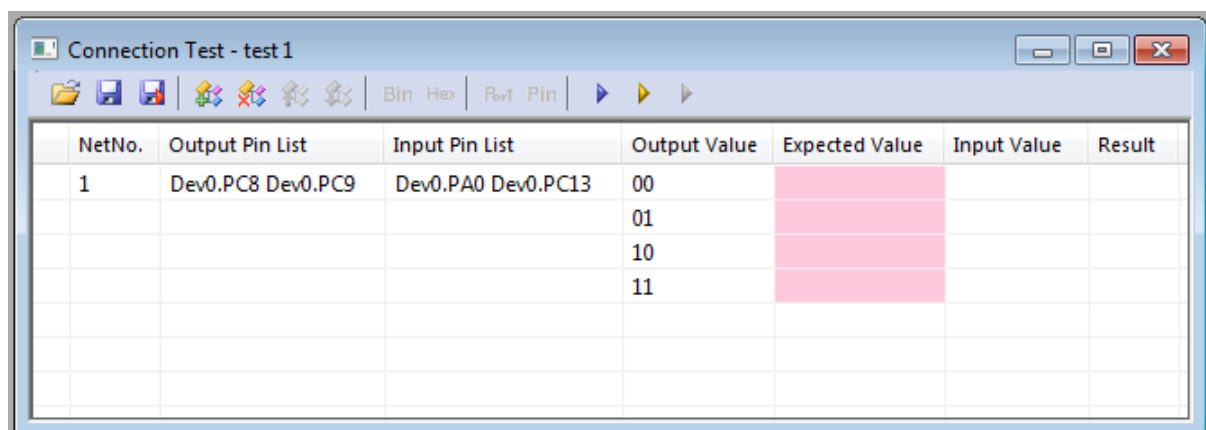 Connection Test - test 1
Bin Hex Port Pin
NetNo. Output Pin List Input Pin List Output Value Expected Value Input Value Result
1 Dev0.PC8 Dev0.PC9 Dev0.PA0 Dev0.PC13 00
01
10
11